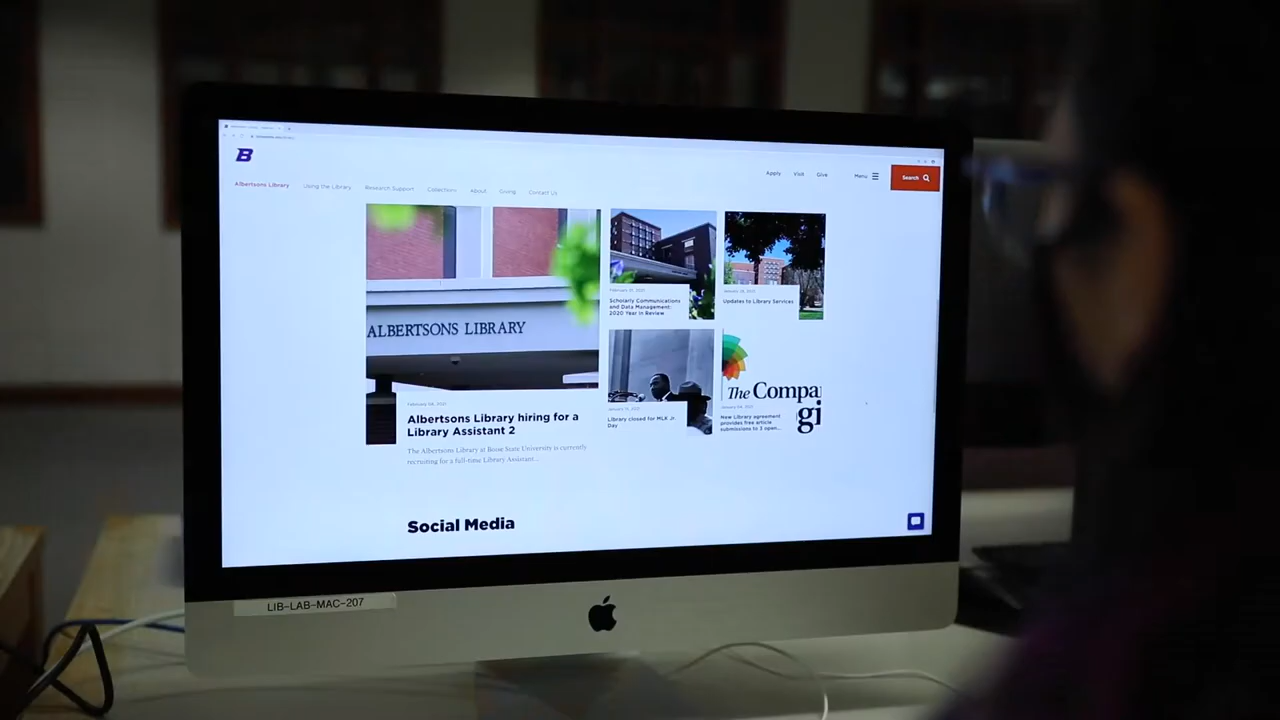 B
Apply
Visit
Give
Menu
Search
Albertsons Library
Using the Library
Research Support
Collections
About
Giving
Contact Us
ALBERTSONS LIBRARY
February 08, 2021
Albertsons Library hiring for a
Library Assistant 2
The Albertsons Library at Boise State University is currently
recruiting for a full-time Library Assistant...
Scholarly Communications
and Data Management:
2020 Year in Review
Updates to Library Services
Library closed for MLK Jr.
Day
The Compa
gi
New Library agreement
provides free article
submissions to 3 open...
Social Media
LIB-LAB-MAC-207